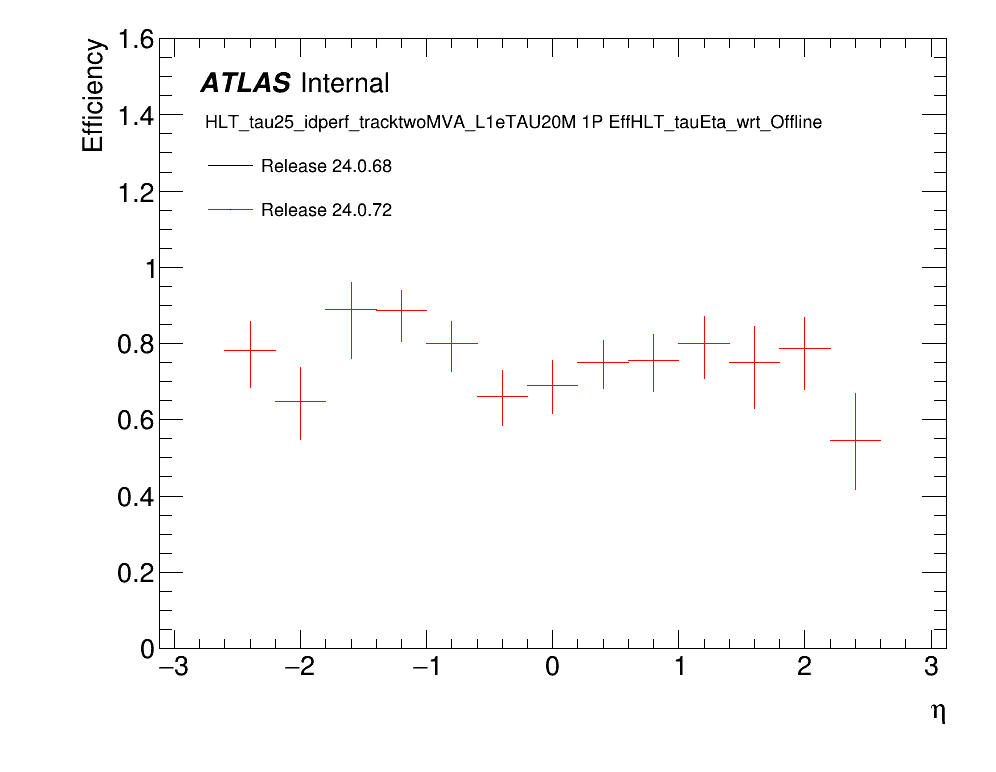 Efficiency
1.6
1.4
1.2
1
0.8
0.6
0.4
0.2
0
ATLAS Internal
HLT_tau25_idperf_tracktwoMVA_L1eTAU20M 1P EffHLT_tauEta_wrt_Offline
Release 24.0.68
Release 24.0.72
−3 −2 −1 0 1 2 3
η